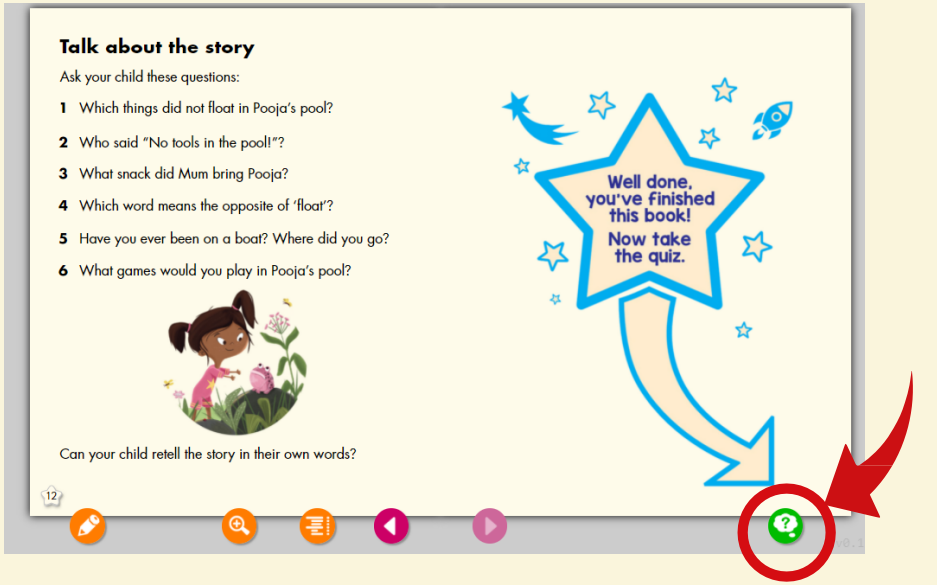 Talk about the story
Ask your child these questions:
1 Which things did not float in Pooja's pool?
2 Who said “No tools in the pool!”?
3 What snack did Mum bring Pooja?
4 Which word means the opposite of ‘float’?
5 Have you ever been on a boat? Where did you go?
6 What games would you play in Pooja's pool?
Can your child retell the story in their own words?
12
Well done,
you've finished
this book!
Now take
the quiz.
?